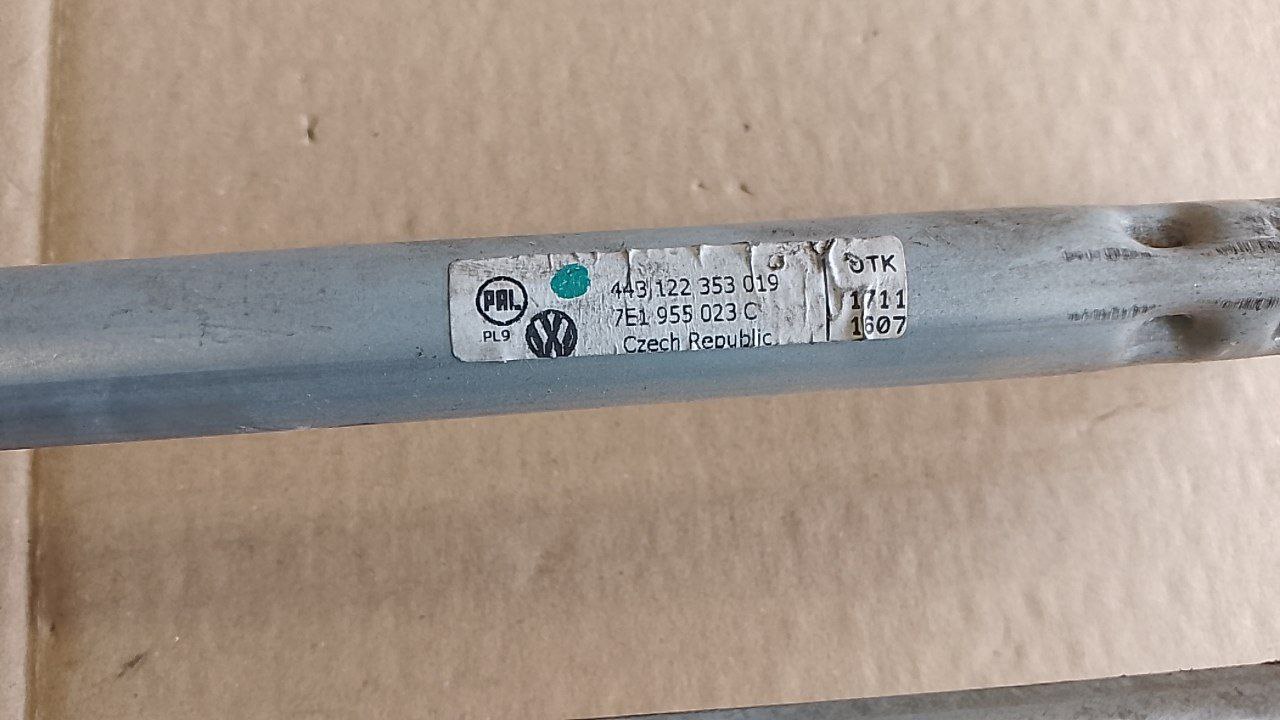 PAL
PL9
443 122 353 019
7E1 955 023 C
Czech Republic
OTK
1711
1607